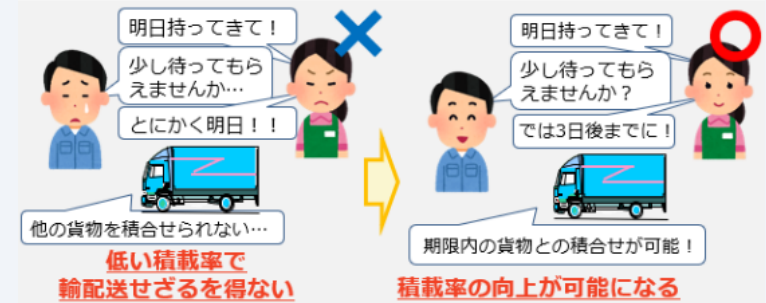 明日持ってきて！
少し待ってもら
えませんか…
とにかく明日！！
他の貨物を積合せられない…
低い積載率で
輸配送せざるを得ない
明日持ってきて！
少し待ってもら
えませんか？
では3日後までに！
期限内の貨物との積合せが可能！
積載率の向上が可能になる